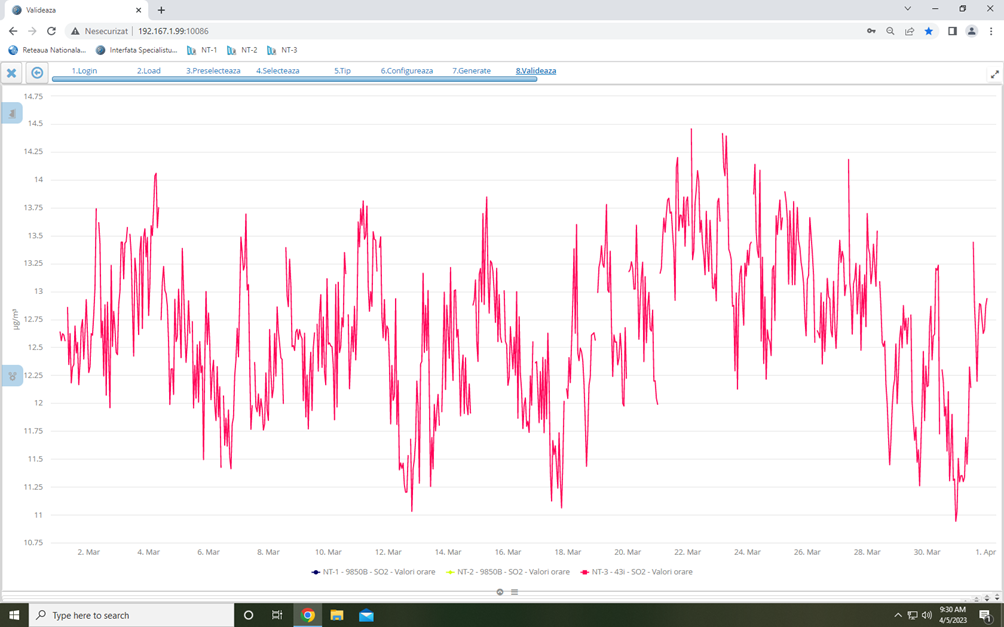 Valideaza
Nesecurizat | 192.167.1.99:10086
Reteaua Nationala... Interfata Specialistu... NT-1 NT-2 NT-3
1.Login 2.Load 3.Preselecteaza 4.Selecteaza 5.Tip 6.Configureaza 7.Generate 8.Valideaza
14.75
14.5
14.25
14
13.75
13.5
13.25
13
12.75
12.5
12.25
12
11.75
11.5
11.25
11
10.75
µg/m³
2. Mar 4. Mar 6. Mar 8. Mar 10. Mar 12. Mar 14. Mar 16. Mar 18. Mar 20. Mar 22. Mar 24. Mar 26. Mar 28. Mar 30. Mar 1. Apr
NT-1 - 9850B - SO2 - Valori orare NT-2 - 9850B - SO2 - Valori orare NT-3 - 43i - SO2 - Valori orare
Type here to search
9:30 AM
4/5/2023
1